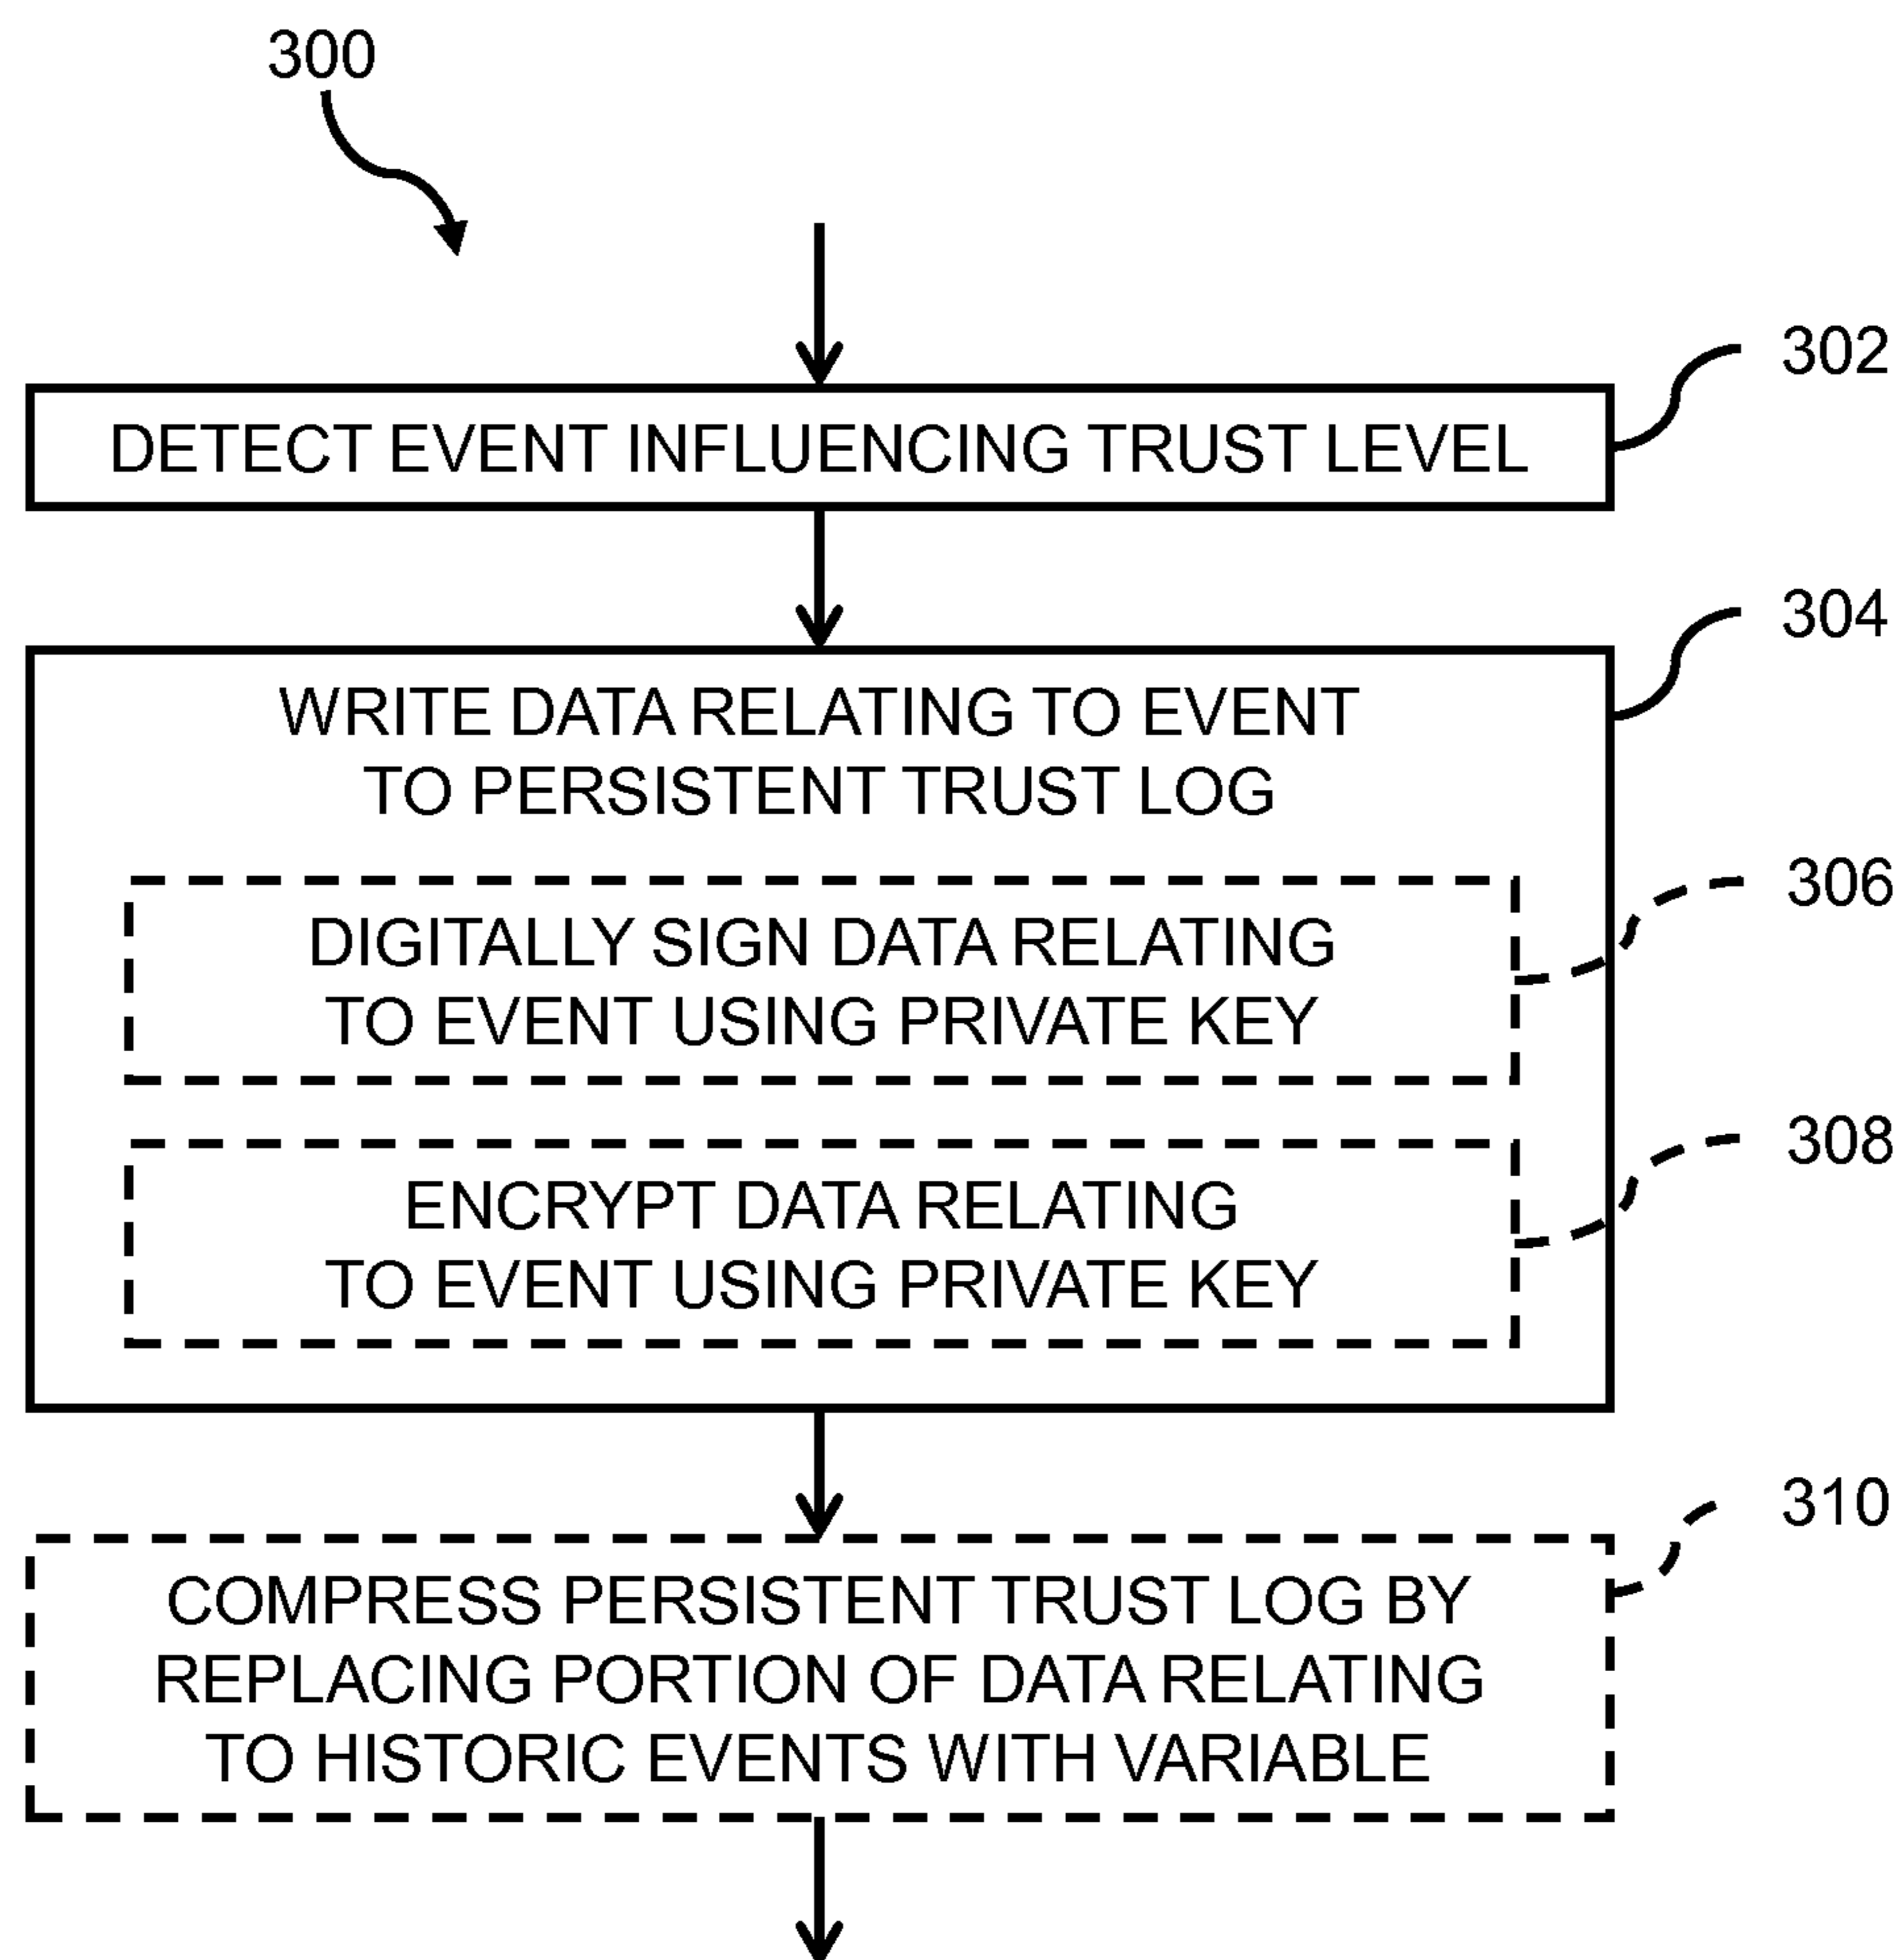 300
302
DETECT EVENT INFLUENCING TRUST LEVEL
304
WRITE DATA RELATING TO EVENT
TO PERSISTENT TRUST LOG
306
DIGITALLY SIGN DATA RELATING
TO EVENT USING PRIVATE KEY
308
ENCRYPT DATA RELATING
TO EVENT USING PRIVATE KEY
310
COMPRESS PERSISTENT TRUST LOG BY
REPLACING PORTION OF DATA RELATING
TO HISTORIC EVENTS WITH VARIABLE